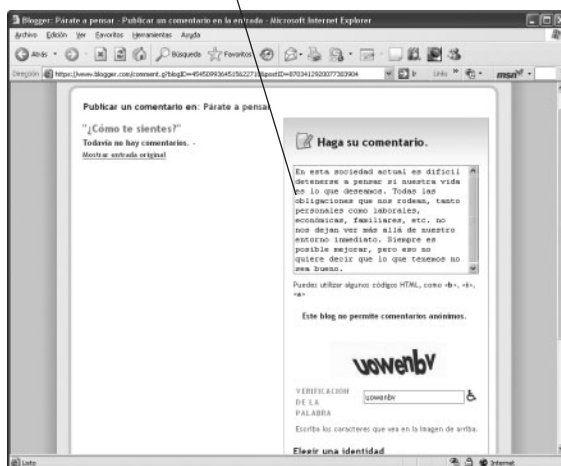 Blogger: Párate a pensar - Publicar un comentario en la entrada - Microsoft Internet Explorer
Archivo Edición Ver Favoritos Herramientas Ayuda
Atrás Búsqueda Favoritos
Dirección Vínculos » msn
Publicar un comentario en: Párate a pensar
"¿Cómo te sientes?"
Todavía no hay comentarios. -
Mostrar entrada original
Haga su comentario.
En esta sociedad actual es difícil
detenerse a pensar si nuestra vida
es lo que deseamos. Todas las
obligaciones que nos rodean, tanto
personales como laborales,
económicas, familiares, etc. no
nos dejan ver más allá de nuestro
entorno inmediato. Siempre es
posible mejorar, pero eso no
quiere decir que lo que tenemos no
sea bueno.
Puedes utilizar algunos códigos HTML, como <b>, <i>,
<a>
Este blog no permite comentarios anónimos.
uowenbv
VERIFICACIÓN
DE LA
PALABRA
uowenbv
Escriba los caracteres que vea en la imagen de arriba.
Elegir una identidad
Listo Internet